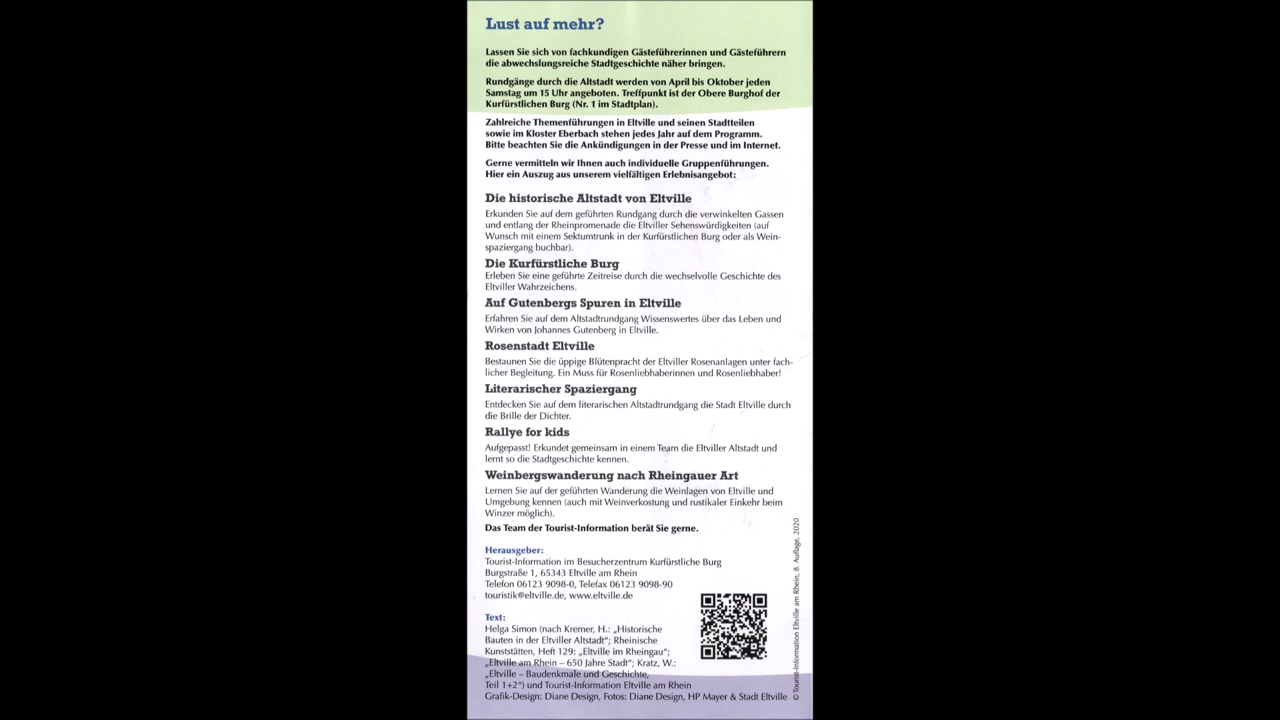 Lust auf mehr?
Lassen Sie sich von fachkundigen Gästeführerinnen und Gästeführern
die abwechslungsreiche Stadtgeschichte näher bringen.
Rundgänge durch die Altstadt werden von April bis Oktober jeden
Samstag um 15 Uhr angeboten. Treffpunkt ist der Obere Burghof der
Kurfürstlichen Burg (Nr. 1 im Stadtplan).
Zahlreiche Themenführungen in Eltville und seinen Stadtteilen
sowie im Kloster Eberbach stehen jedes Jahr auf dem Programm.
Bitte beachten Sie die Ankündigungen in der Presse und im Internet.
Gerne vermitteln wir Ihnen auch individuelle Gruppenführungen.
Hier ein Auszug aus unserem vielfältigen Erlebnisangebot:
Die historische Altstadt von Eltville
Erkunden Sie auf dem geführten Rundgang durch die verwinkelten Gassen
und entlang der Rheinpromenade die Eltviller Sehenswürdigkeiten (auf
Wunsch mit einem Sektumtrunk in der Kurfürstlichen Burg oder als Wein-
spaziergang buchbar).
Die Kurfürstliche Burg
Erleben Sie eine geführte Zeitreise durch die wechselvolle Geschichte des
Eltviller Wahrzeichens.
Auf Gutenbergs Spuren in Eltville
Erfahren Sie auf dem Altstadtrundgang Wissenswertes über das Leben und
Wirken von Johannes Gutenberg in Eltville.
Rosenstadt Eltville
Bestaunen Sie die üppige Blütenpracht der Eltviller Rosenanlagen unter fach-
licher Begleitung. Ein Muss für Rosenliebhaberinnen und Rosenliebhaber!
Literarischer Spaziergang
Entdecken Sie auf dem literarischen Altstadtrundgang die Stadt Eltville durch
die Brille der Dichter.
Rallye for kids
Aufgepasst! Erkundet gemeinsam in einem Team die Eltviller Altstadt und
lernt so die Stadtgeschichte kennen.
Weinbergswanderung nach Rheingauer Art
Lernen Sie auf der geführten Wanderung die Weinlagen von Eltville und
Umgebung kennen (auch mit Weinverkostung und rustikaler Einkehr beim
Winzer möglich).
Das Team der Tourist-Information berät Sie gerne.
Herausgeber:
Tourist-Information im Besucherzentrum Kurfürstliche Burg
Burgstraße 1, 65343 Eltville am Rhein
Telefon 06123 9098-0, Telefax 06123 9098-90
touristik@eltville.de, www.eltville.de
Text:
Helga Simon (nach Kremer, H.: „Historische
Bauten in der Eltviller Altstadt“; Rheinische
Kunststätten, Heft 129: „Eltville im Rheingau“;
„Eltville am Rhein – 650 Jahre Stadt“; Kratz, W.:
„Eltville – Baudenkmale und Geschichte,
Teil 1+2“) und Tourist-Information Eltville am Rhein
Grafik-Design: Diane Design, Fotos: Diane Design, HP Mayer & Stadt Eltville
© Tourist-Information Eltville am Rhein, 8. Auflage, 2020